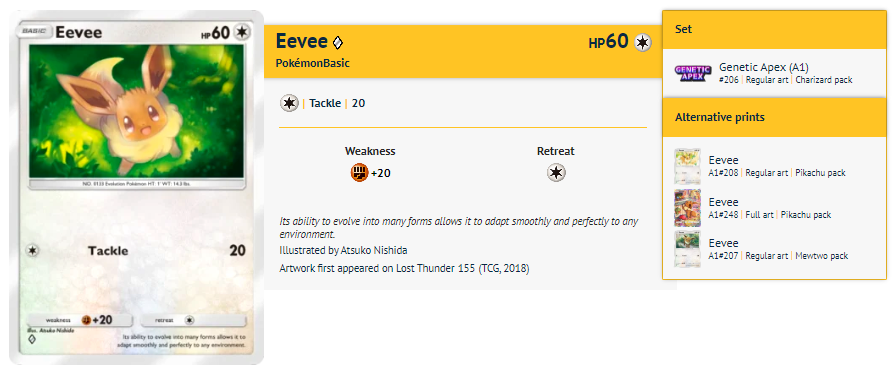 BASIC
Eevee
HP60
NO. 0133 Evolution Pokémon HT: 1' WT: 14.3 lbs.
Tackle 20
weakness +20 retreat
Illus. Atsuko Nishida
Its ability to evolve into many forms allows it to
adapt smoothly and perfectly to any environment.
Eevee
HP60
PokémonBasic
| Tackle | 20
Weakness Retreat
+20
Its ability to evolve into many forms allows it to adapt smoothly and perfectly to any
environment.
Illustrated by Atsuko Nishida
Artwork first appeared on Lost Thunder 155 (TCG, 2018)
Set
GENETIC
APEX
Genetic Apex (A1)
#206 | Regular art | Charizard pack
Alternative prints
Eevee
A1#208 | Regular art | Pikachu pack
Eevee
A1#248 | Full art | Pikachu pack
Eevee
A1#207 | Regular art | Mewtwo pack